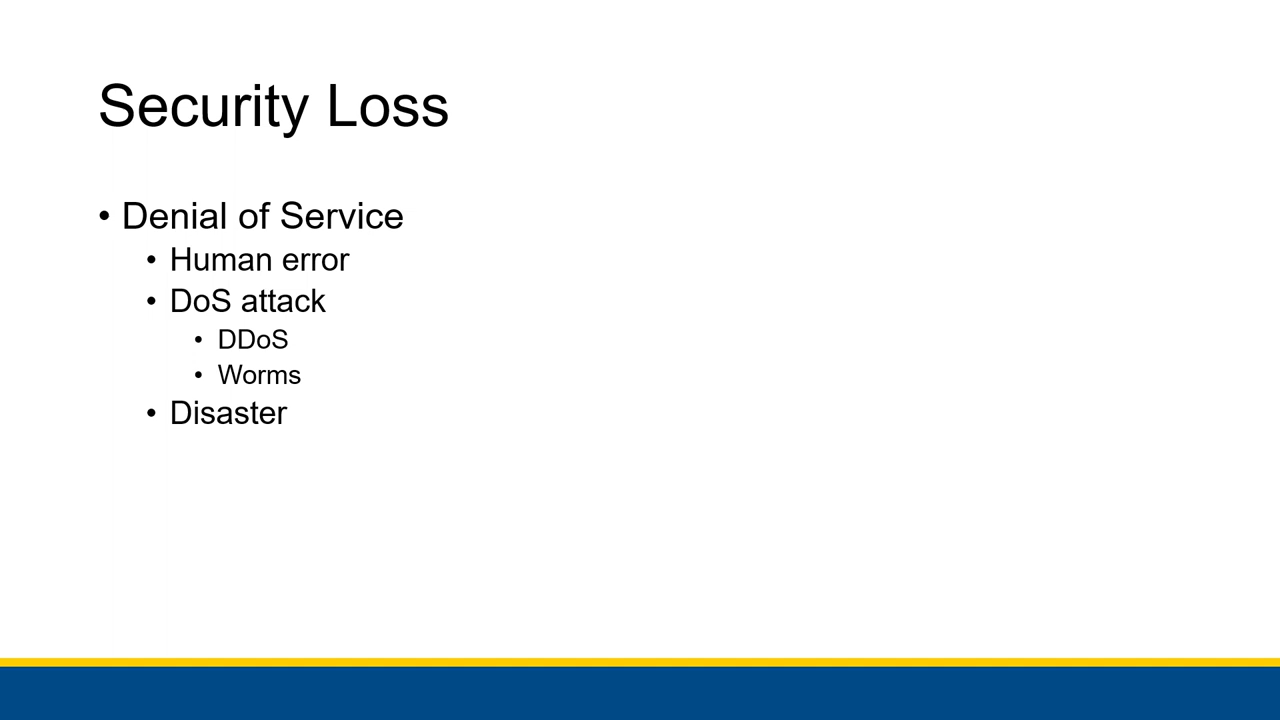 Security Loss
• Denial of Service
• Human error
• DoS attack
• DDoS
• Worms
• Disaster